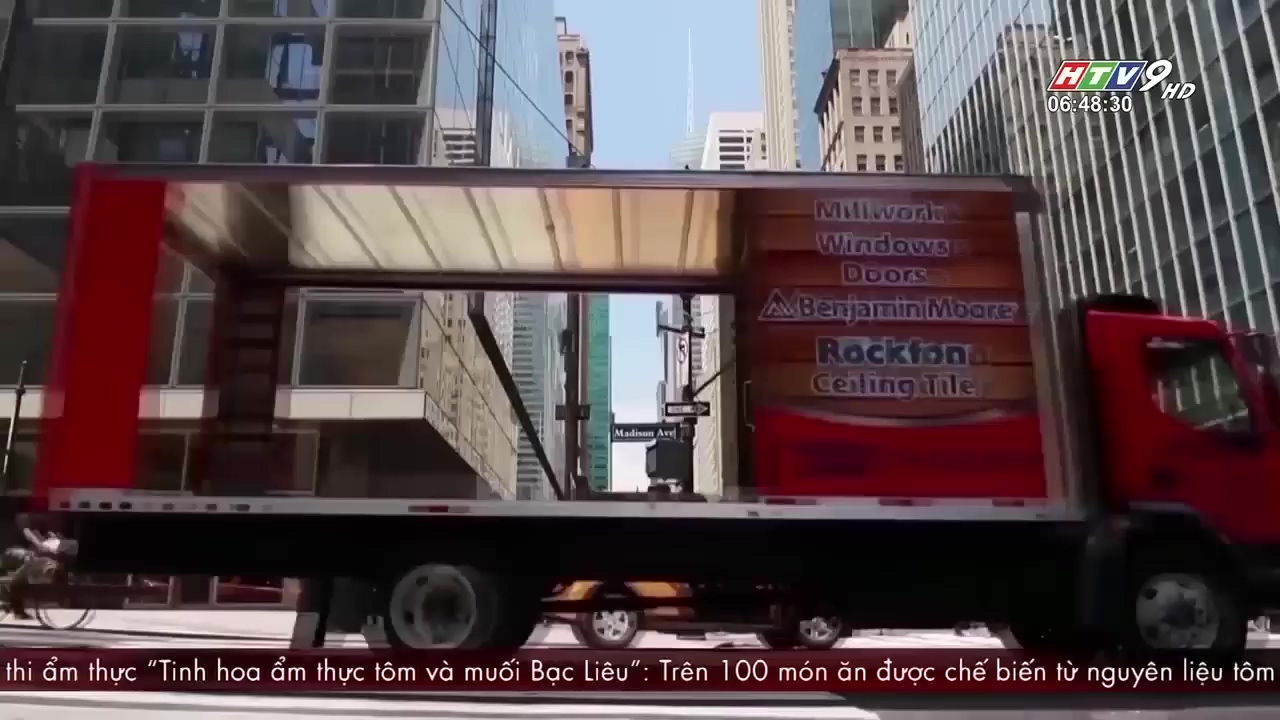 HTV9 HD
06:48:30
Millwork
Windows
Doors
Benjamin Moore
Rockfon
Ceiling Tile
Madison Ave
thi ẩm thực “Tinh hoa ẩm thực tôm và muối Bạc Liêu”: Trên 100 món ăn được chế biến từ nguyên liệu tôm